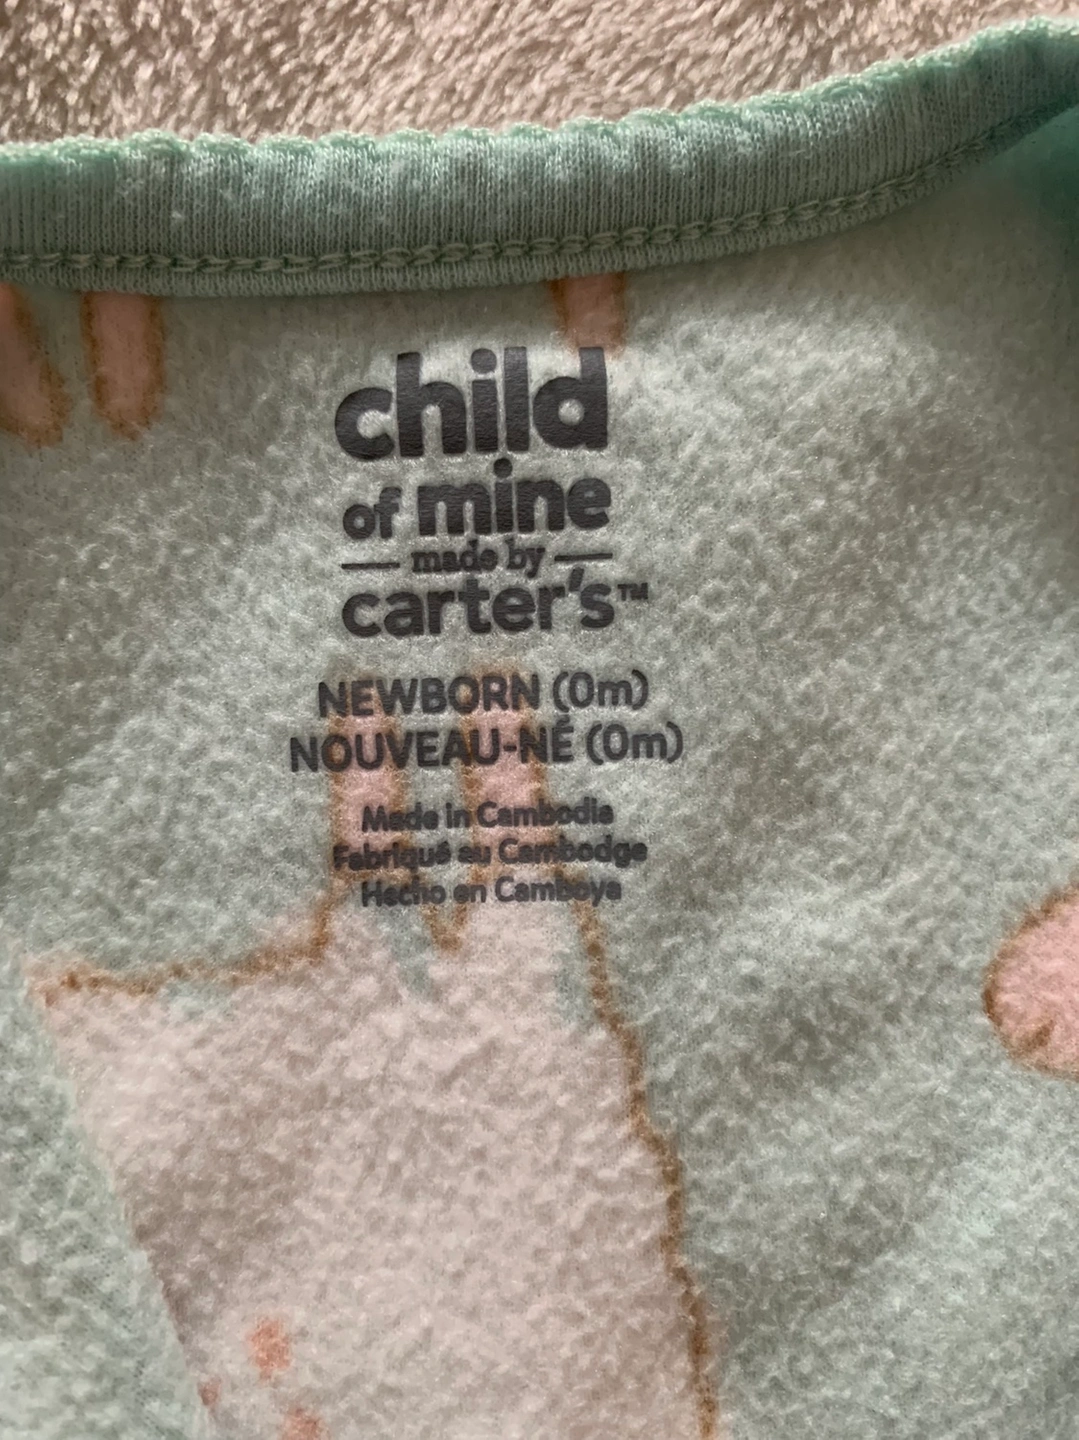 child
of mine
made by
carter's™
NEWBORN (0m)
NOUVEAU-NÉ (0m)
Made in Cambodia
Fabriqué au Cambodge
Hecho en Camboya